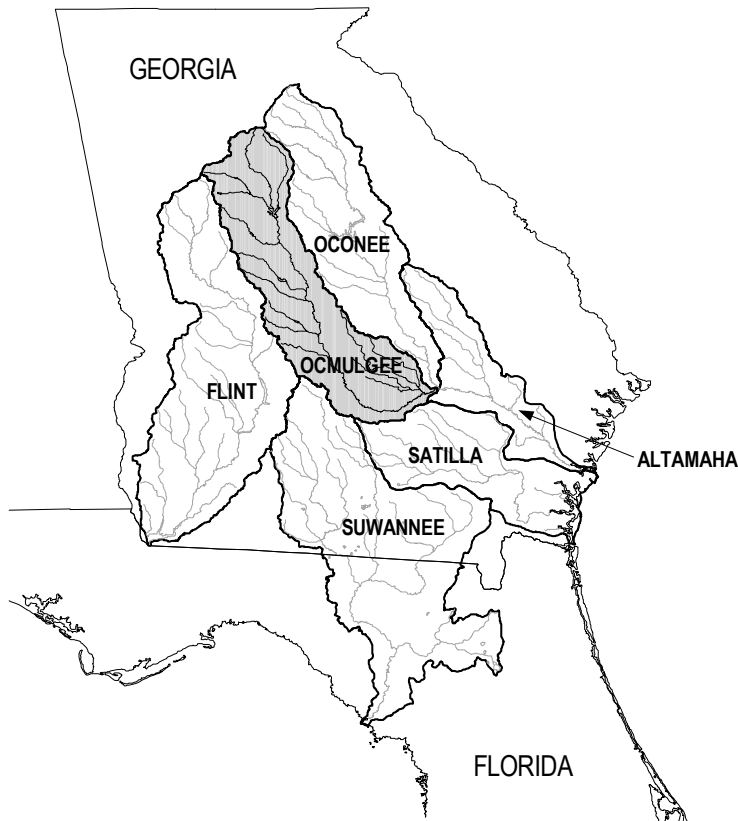 GEORGIA
OCONEE
OCMULGEE
FLINT
SATILLA
ALTAMAHA
SUWANNEE
FLORIDA